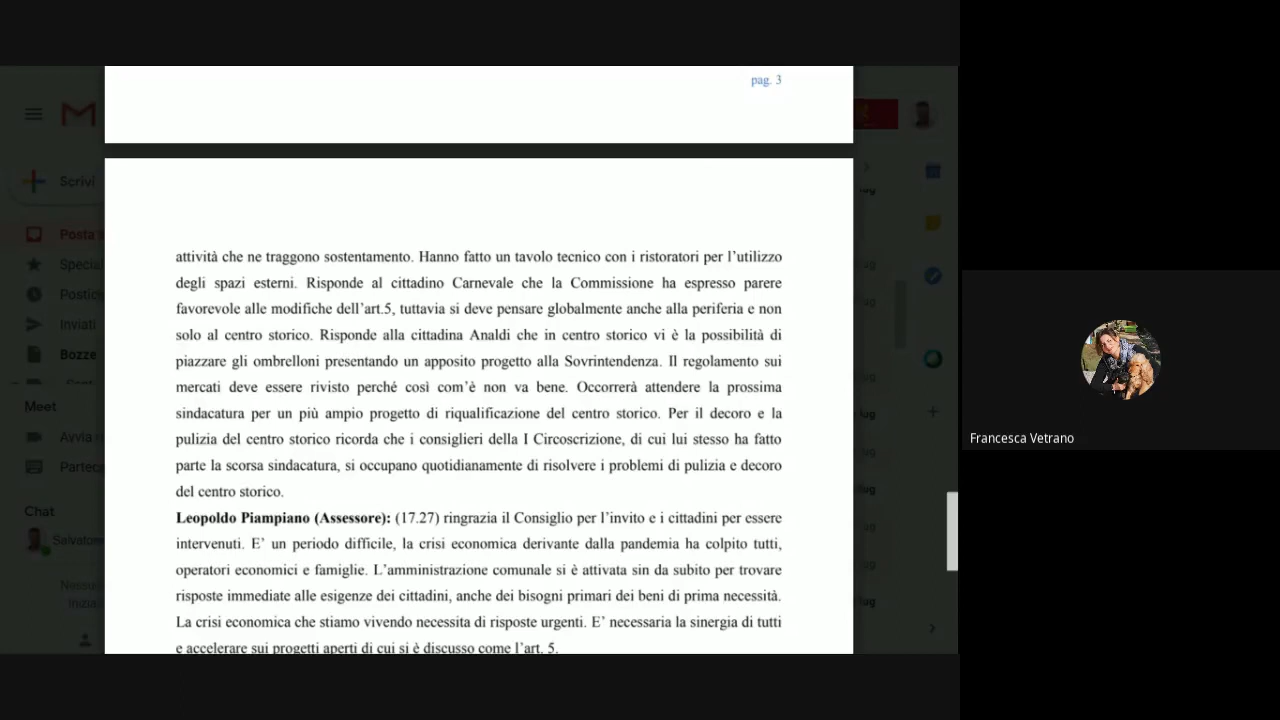 pag. 3
Scrivi
Posta
Special
Postic
Inviati
Bozze
Meet
Avvia
Partec
Chat
Salvato
attività che ne traggono sostentamento. Hanno fatto un tavolo tecnico con i ristoratori per l'utilizzo
degli spazi esterni. Risponde al cittadino Carnevale che la Commissione ha espresso parere
favorevole alle modifiche dell'art.5, tuttavia si deve pensare globalmente anche alla periferia e non
solo al centro storico. Risponde alla cittadina Analdi che in centro storico vi è la possibilità di
piazzare gli ombrelloni presentando un apposito progetto alla Sovrintendenza. Il regolamento sui
mercati deve essere rivisto perché così com'è non va bene. Occorrerà attendere la prossima
sindacatura per un più ampio progetto di riqualificazione del centro storico. Per il decoro e la
pulizia del centro storico ricorda che i consiglieri della I Circoscrizione, di cui lui stesso ha fatto
parte la scorsa sindacatura, si occupano quotidianamente di risolvere i problemi di pulizia e decoro
del centro storico.
Leopoldo Piampiano (Assessore): (17.27) ringrazia il Consiglio per l'invito e i cittadini per essere
intervenuti. E' un periodo difficile, la crisi economica derivante dalla pandemia ha colpito tutti,
operatori economici e famiglie. L'amministrazione comunale si è attivata sin da subito per trovare
risposte immediate alle esigenze dei cittadini, anche dei bisogni primari dei beni di prima necessità.
La crisi economica che stiamo vivendo necessita di risposte urgenti. E' necessaria la sinergia di tutti
e accelerare sui progetti aperti di cui si è discusso come l'art. 5.
Francesca Vetrano